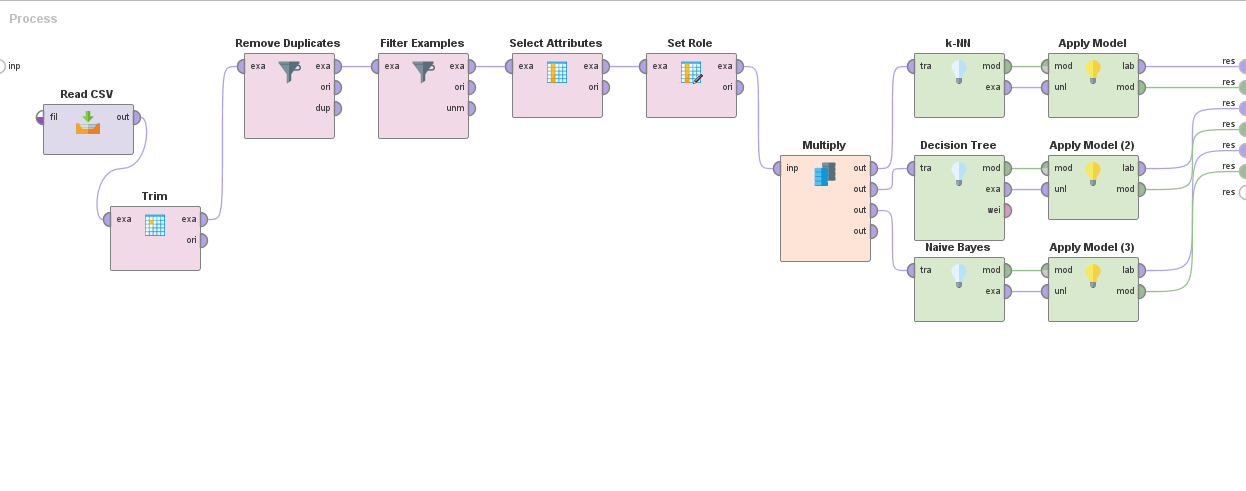 Process
inp
Read CSV
fil out
Trim
exa exa
ori
Remove Duplicates
exa exa
ori
dup
Filter Examples
exa exa
ori
unm
Select Attributes
exa exa
ori
Set Role
exa exa
ori
Multiply
inp out
out
out
out
k-NN
tra mod
exa
Apply Model
mod lab
unl mod
Decision Tree
tra mod
exa
wei
Apply Model (2)
mod lab
unl mod
Naive Bayes
tra mod
exa
Apply Model (3)
mod lab
unl mod
res
res
res
res
res
res
res